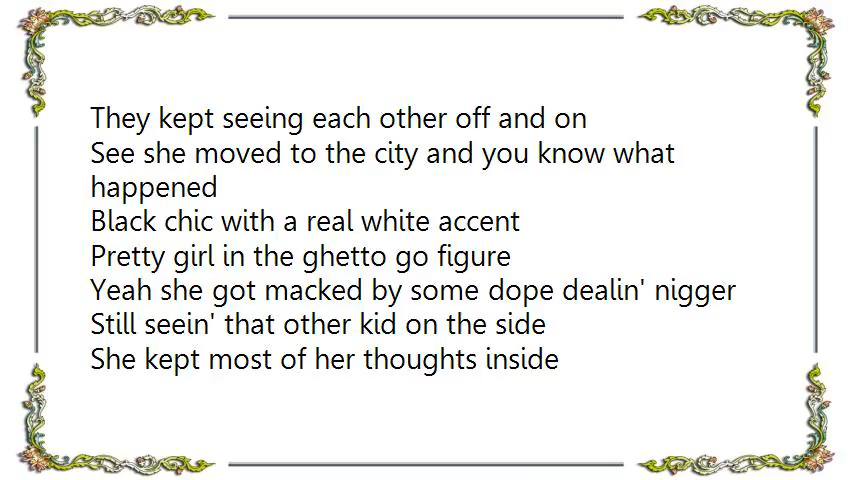 They kept seeing each other off and on
See she moved to the city and you know what
happened
Black chic with a real white accent
Pretty girl in the ghetto go figure
Yeah she got macked by some dope dealin' nigger
Still seein' that other kid on the side
She kept most of her thoughts inside